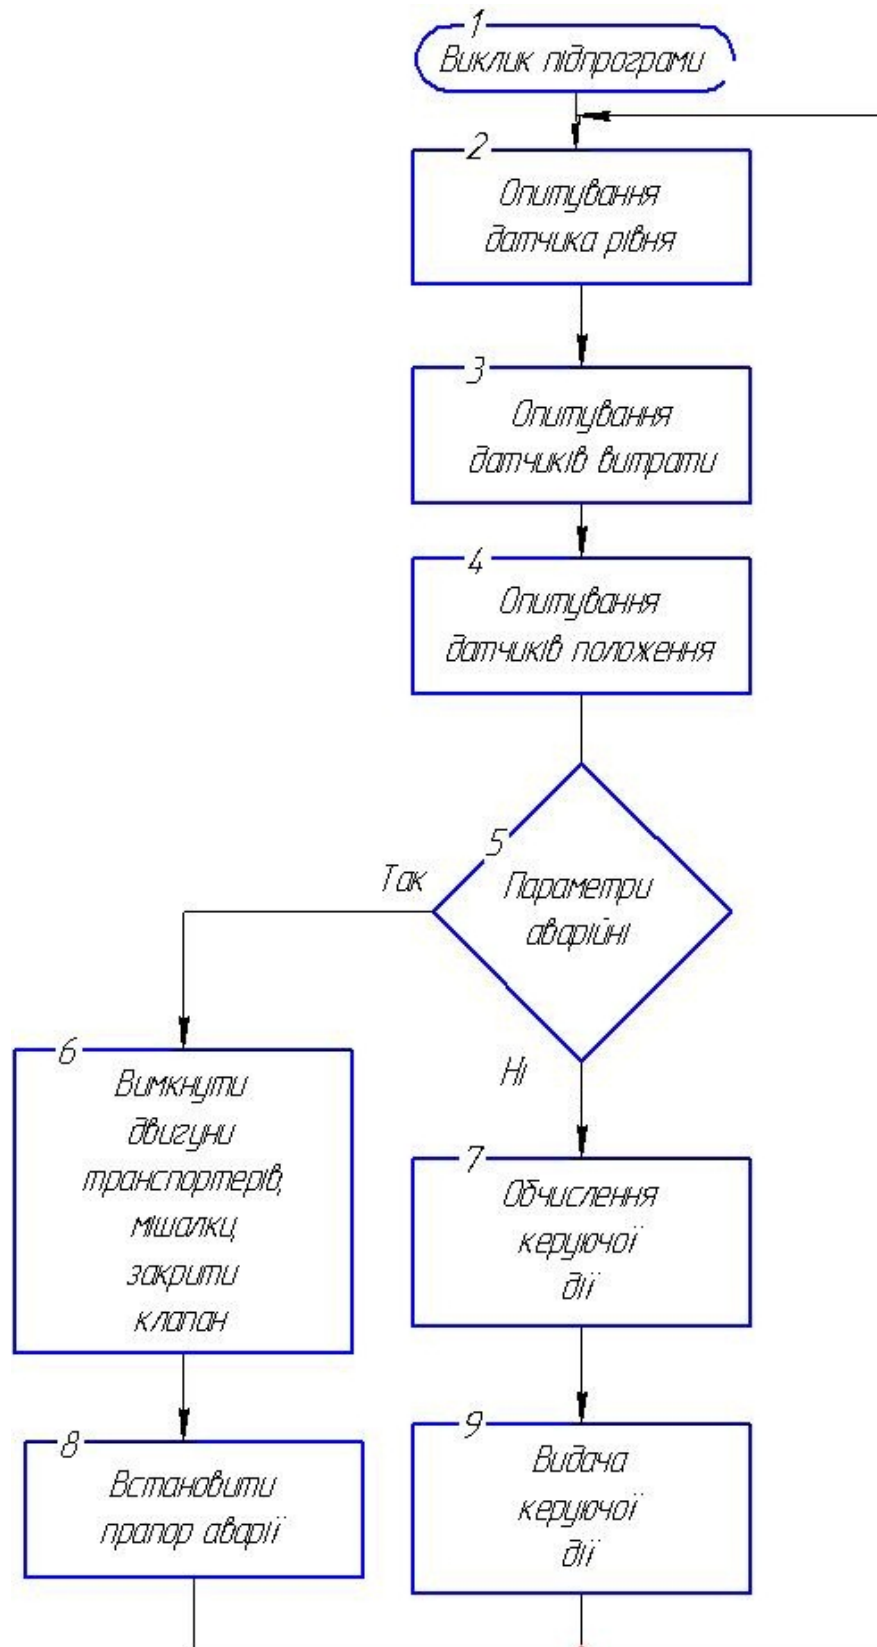 1
Виклик підпрограми
2
Опитування
датчика рівня
3
Опитування
датчиків витрати
4
Опитування
датчиків положення
5
Параметри
аварійні
Так
Ні
6
Вимкнути
двигуни
транспортерів,
мішалки,
закрити
клапан
7
Обчислення
керуючої
дії
8
Встановити
прапор аварії
9
Видача
керуючої
дії